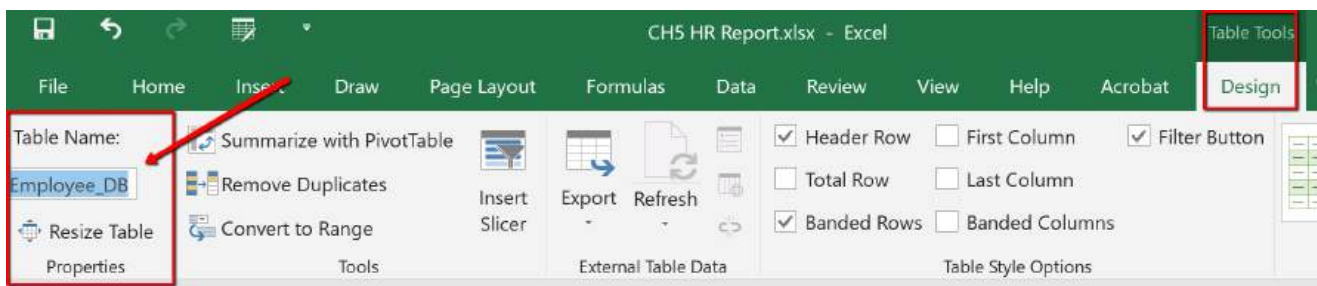 CH5 HR Report.xlsx - Excel
Table Tools
File Home Insert Draw Page Layout Formulas Data Review View Help Acrobat Design
Table Name:
Employee_DB
Resize Table
Properties
Summarize with PivotTable
Remove Duplicates
Convert to Range
Insert
Slicer
Tools
Export
Refresh
External Table Data
Header Row
First Column
Filter Button
Total Row
Last Column
Banded Rows
Banded Columns
Table Style Options